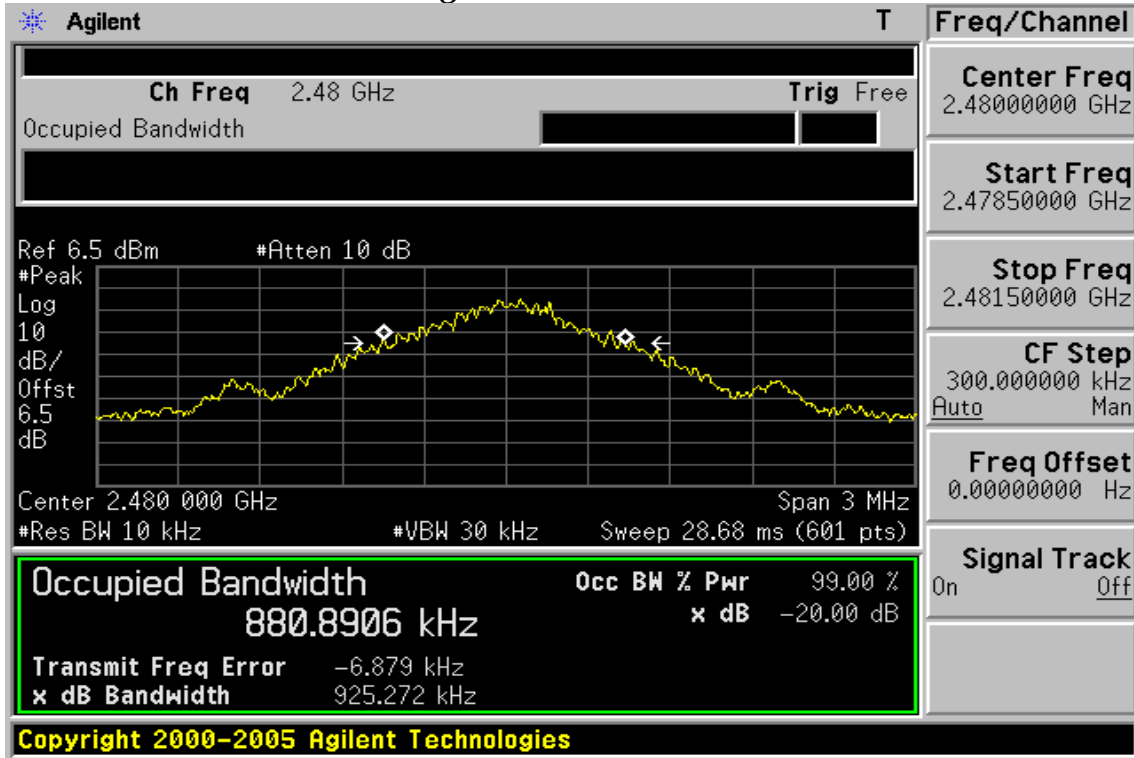 Agilent T Freq/Channel
Ch Freq 2.48 GHz Trig Free
Occupied Bandwidth
Center Freq
2.48000000 GHz
Start Freq
2.47850000 GHz
Stop Freq
2.48150000 GHz
CF Step
300.000000 kHz
Auto Man
Freq Offset
0.00000000 Hz
Signal Track
On Off
Ref 6.5 dBm #Atten 10 dB
#Peak
Log
10
dB/
Offst
6.5
dB
Center 2.480 000 GHz Span 3 MHz
#Res BW 10 kHz #VBW 30 kHz Sweep 28.68 ms (601 pts)
Occupied Bandwidth Occ BW % Pwr 99.00 %
880.8906 kHz x dB -20.00 dB
Transmit Freq Error -6.879 kHz
x dB Bandwidth 925.272 kHz
Copyright 2000-2005 Agilent Technologies